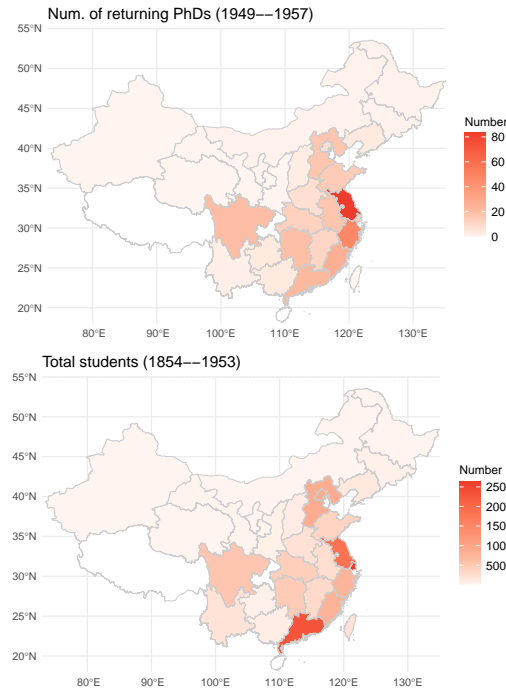 Num. of returning PhDs (1949−−1957)
55°N
50°N
45°N
40°N
35°N
30°N
25°N
20°N
80°E 90°E 100°E 110°E 120°E 130°E
Number
80
60
40
20
0
Total students (1854−−1953)
55°N
50°N
45°N
40°N
35°N
30°N
25°N
20°N
80°E 90°E 100°E 110°E 120°E 130°E
Number
250
200
150
100
500